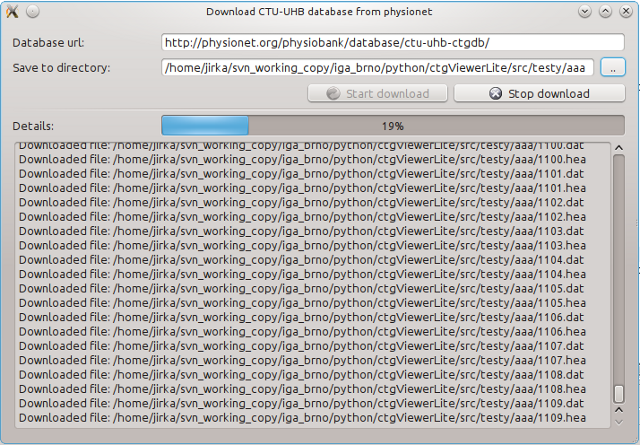 Download CTU-UHB database from physionet
Database url: http://physionet.org/physiobank/database/ctu-uhb-ctgdb/
Save to directory: /home/jirka/svn_working_copy/iga_brno/python/ctgViewerLite/src/testy/aaa ..
Start download Stop download
Details: 19%
Downloaded file: /home/jirka/svn_working_copy/iga_brno/python/ctgViewerLite/src/testy/aaa/1100.dat
Downloaded file: /home/jirka/svn_working_copy/iga_brno/python/ctgViewerLite/src/testy/aaa/1100.hea
Downloaded file: /home/jirka/svn_working_copy/iga_brno/python/ctgViewerLite/src/testy/aaa/1101.dat
Downloaded file: /home/jirka/svn_working_copy/iga_brno/python/ctgViewerLite/src/testy/aaa/1101.hea
Downloaded file: /home/jirka/svn_working_copy/iga_brno/python/ctgViewerLite/src/testy/aaa/1102.dat
Downloaded file: /home/jirka/svn_working_copy/iga_brno/python/ctgViewerLite/src/testy/aaa/1102.hea
Downloaded file: /home/jirka/svn_working_copy/iga_brno/python/ctgViewerLite/src/testy/aaa/1103.dat
Downloaded file: /home/jirka/svn_working_copy/iga_brno/python/ctgViewerLite/src/testy/aaa/1103.hea
Downloaded file: /home/jirka/svn_working_copy/iga_brno/python/ctgViewerLite/src/testy/aaa/1104.dat
Downloaded file: /home/jirka/svn_working_copy/iga_brno/python/ctgViewerLite/src/testy/aaa/1104.hea
Downloaded file: /home/jirka/svn_working_copy/iga_brno/python/ctgViewerLite/src/testy/aaa/1105.dat
Downloaded file: /home/jirka/svn_working_copy/iga_brno/python/ctgViewerLite/src/testy/aaa/1105.hea
Downloaded file: /home/jirka/svn_working_copy/iga_brno/python/ctgViewerLite/src/testy/aaa/1106.dat
Downloaded file: /home/jirka/svn_working_copy/iga_brno/python/ctgViewerLite/src/testy/aaa/1106.hea
Downloaded file: /home/jirka/svn_working_copy/iga_brno/python/ctgViewerLite/src/testy/aaa/1107.dat
Downloaded file: /home/jirka/svn_working_copy/iga_brno/python/ctgViewerLite/src/testy/aaa/1107.hea
Downloaded file: /home/jirka/svn_working_copy/iga_brno/python/ctgViewerLite/src/testy/aaa/1108.dat
Downloaded file: /home/jirka/svn_working_copy/iga_brno/python/ctgViewerLite/src/testy/aaa/1108.hea
Downloaded file: /home/jirka/svn_working_copy/iga_brno/python/ctgViewerLite/src/testy/aaa/1109.dat
Downloaded file: /home/jirka/svn_working_copy/iga_brno/python/ctgViewerLite/src/testy/aaa/1109.hea